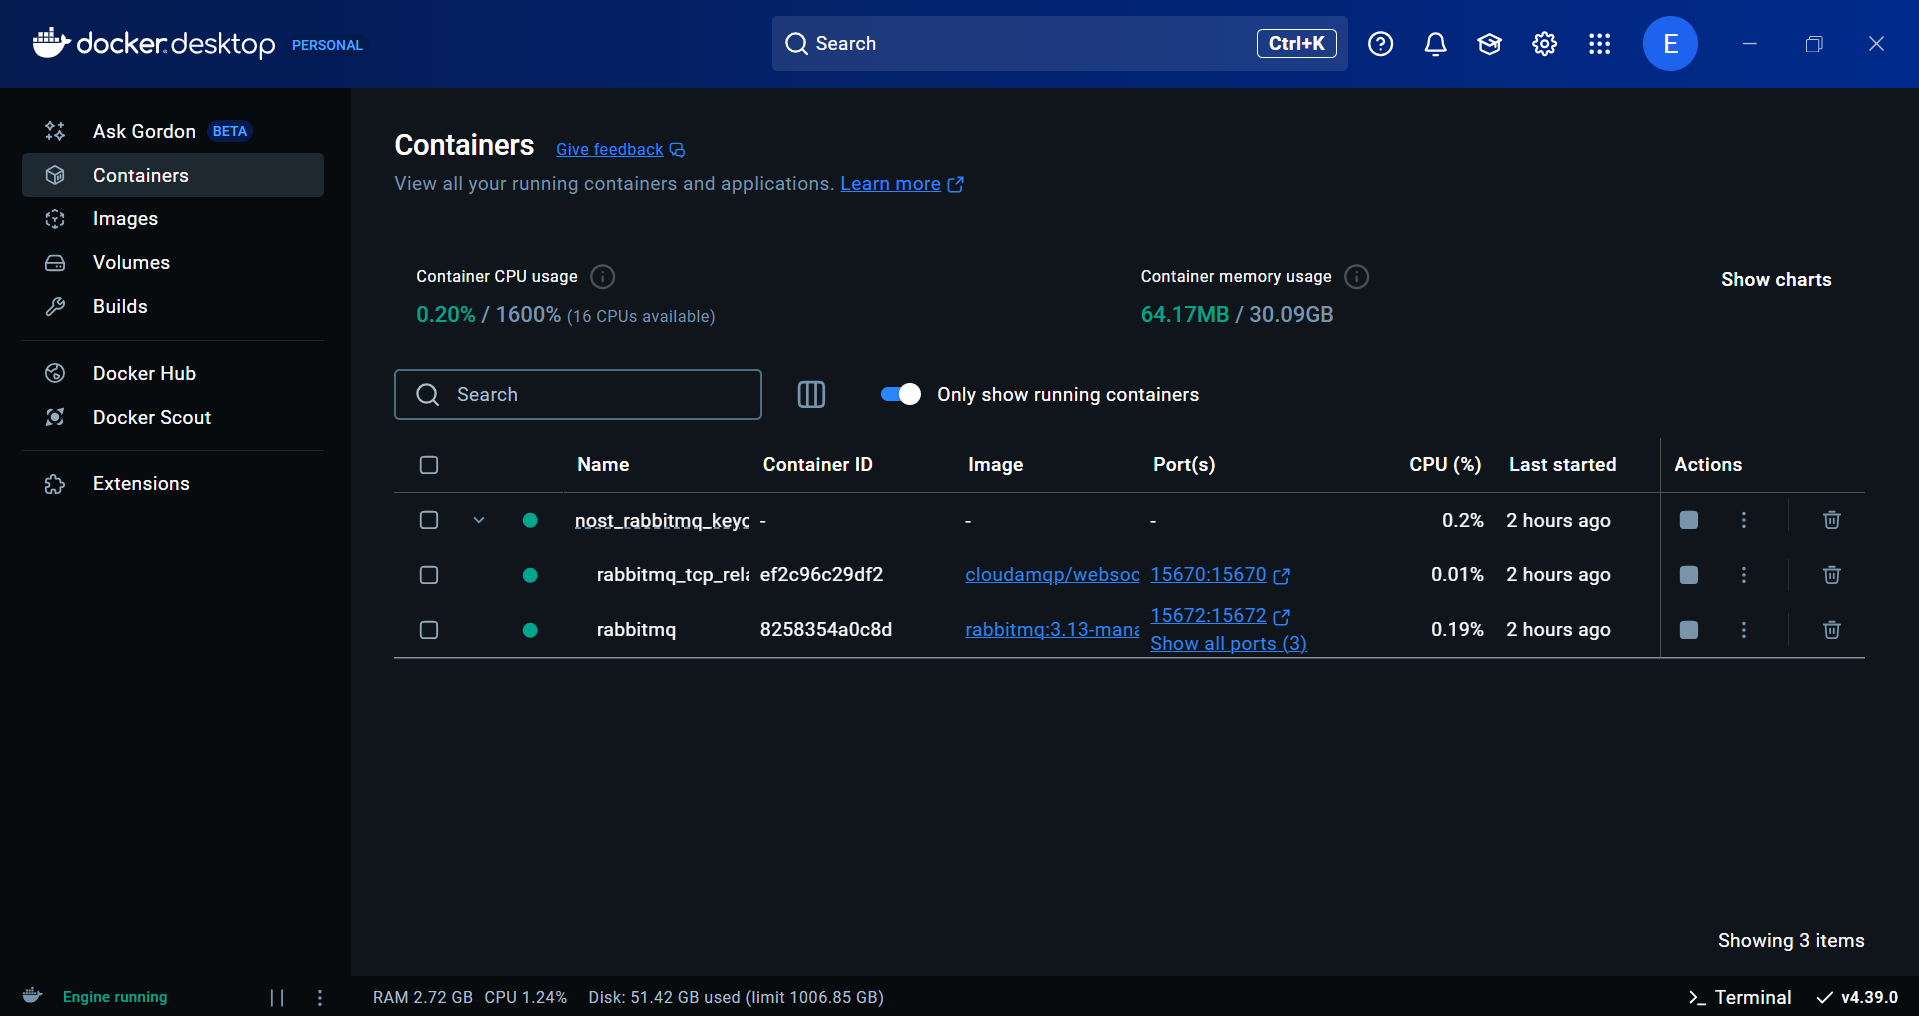 docker desktop PERSONAL
Search Ctrl+K
E
Ask Gordon BETA
Containers
Images
Volumes
Builds
Docker Hub
Docker Scout
Extensions
Containers Give feedback
View all your running containers and applications. Learn more
Container CPU usage
0.20% / 1600% (16 CPUs available)
Container memory usage
64.17MB / 30.09GB
Show charts
Search
Only show running containers
Name Container ID Image Port(s) CPU (%) Last started Actions
nost_rabbitmq_keyc - - - 0.2% 2 hours ago
rabbitmq_tcp_rela ef2c96c29df2 cloudamqp/websoc 15670:15670 0.01% 2 hours ago
rabbitmq 8258354a0c8d rabbitmq:3.13-mana 15672:15672 0.19% 2 hours ago
Show all ports (3)
Showing 3 items
Engine running RAM 2.72 GB CPU 1.24% Disk: 51.42 GB used (limit 1006.85 GB) Terminal v4.39.0